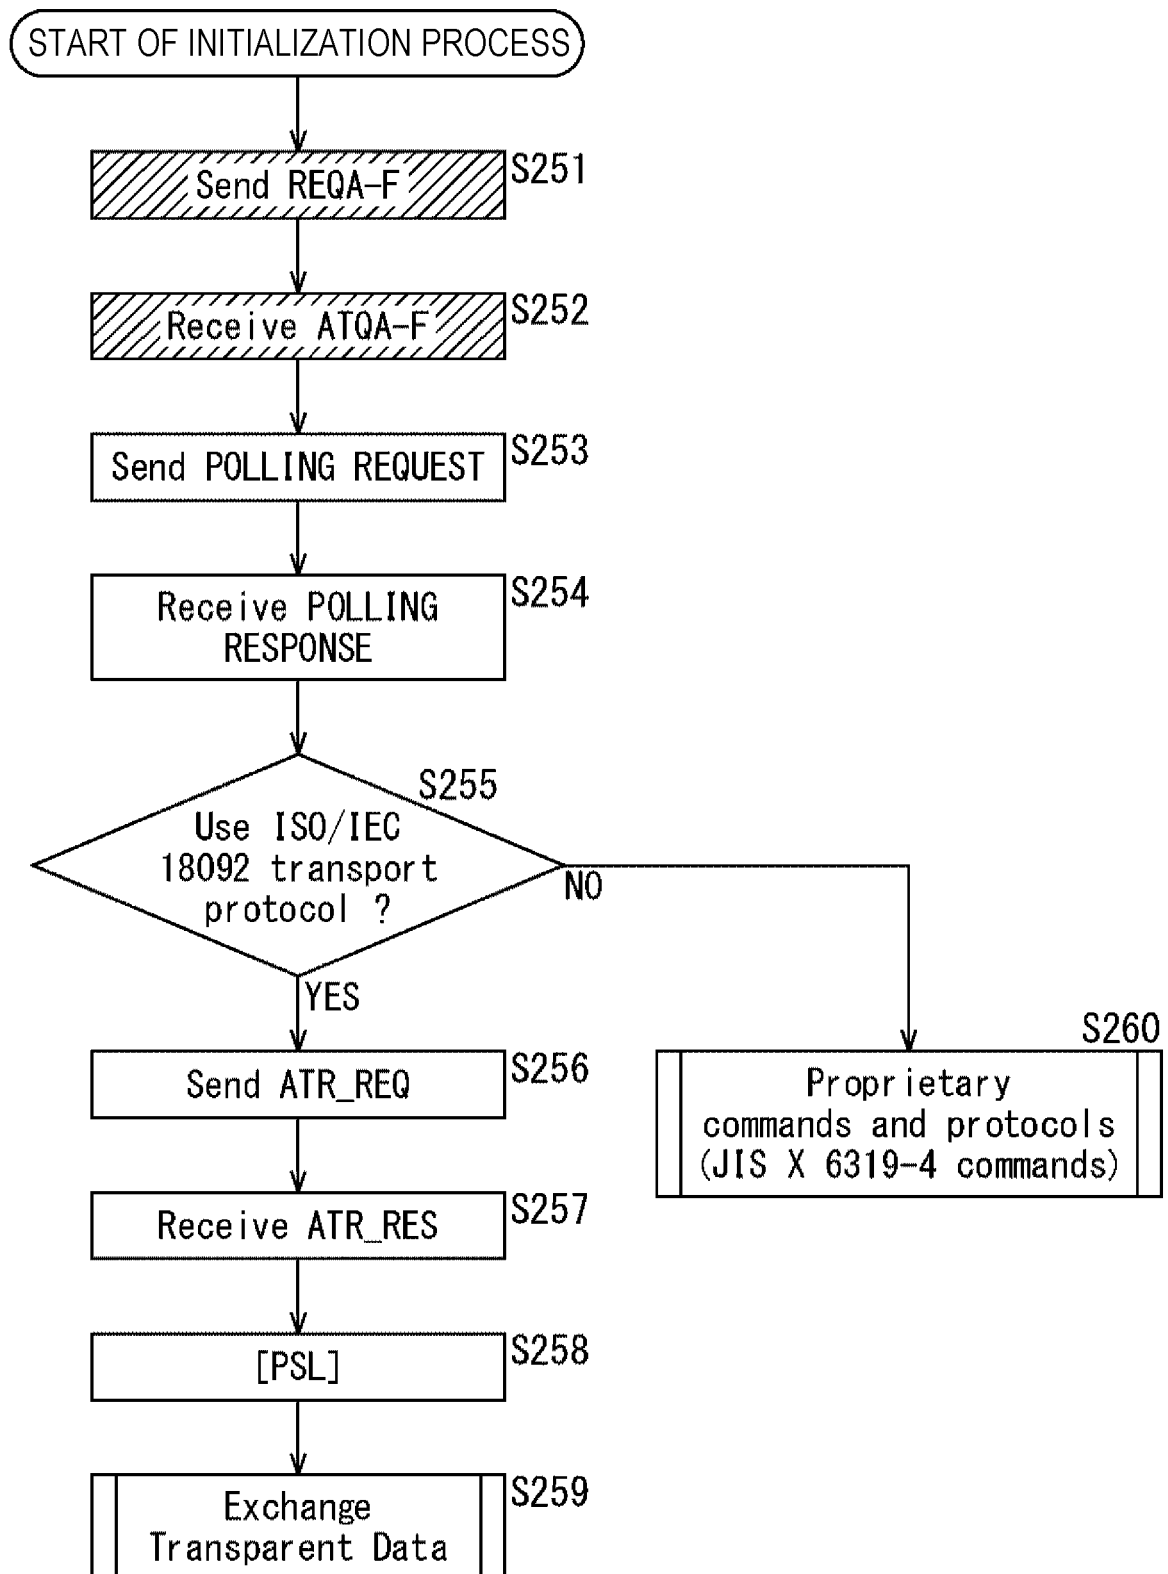 START OF INITIALIZATION PROCESS
S251
Send REQA-F
S252
Receive ATQA-F
S253
Send POLLING REQUEST
S254
Receive POLLING
RESPONSE
S255
Use ISO/IEC
18092 transport
protocol ?
NO
YES
S256
Send ATR_REQ
S260
Proprietary
commands and protocols
(JIS X 6319-4 commands)
S257
Receive ATR_RES
S258
[PSL]
S259
Exchange
Transparent Data